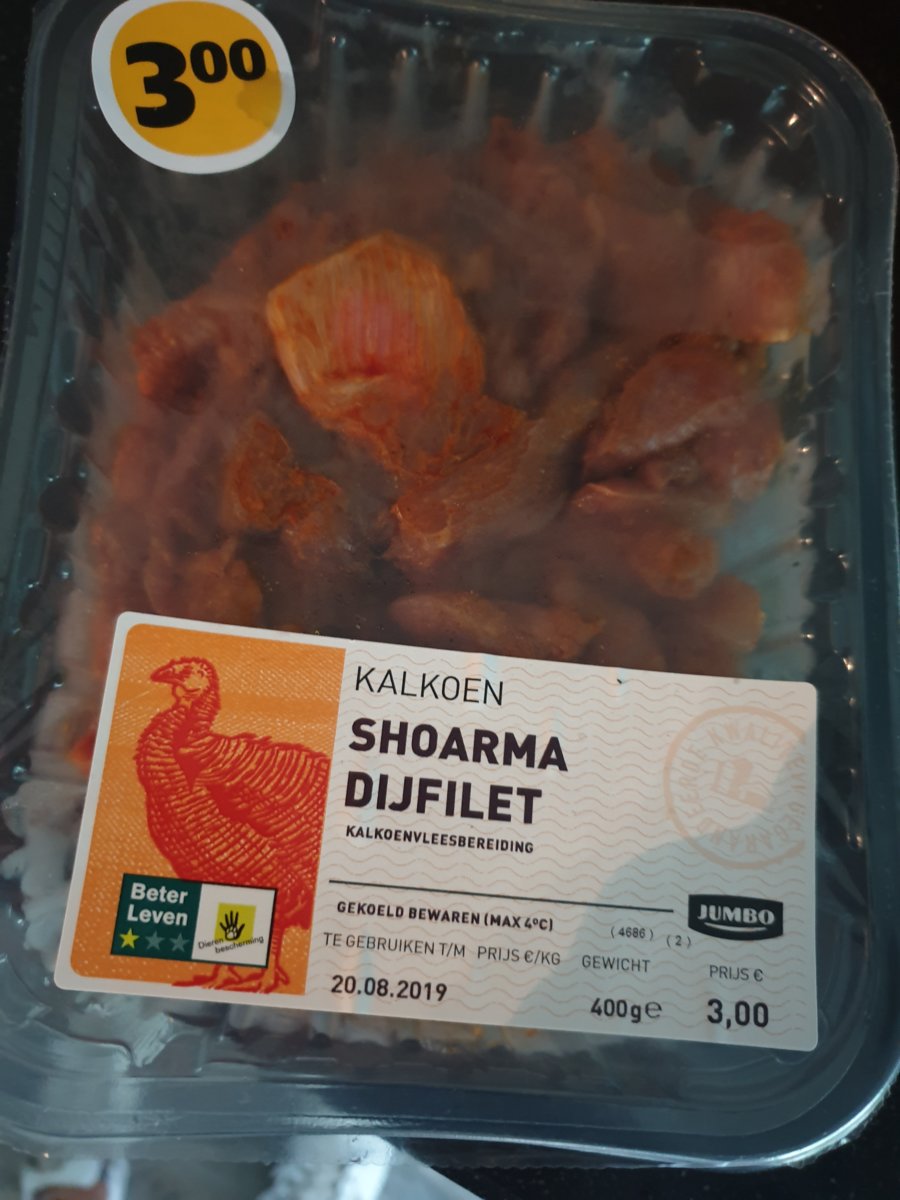 3⁰⁰
KALKOEN
SHOARMA
DIJFILET
KALKOENVLEESBEREIDING
Beter
Leven
Dieren
bescherming
GEKOELD BEWAREN (MAX 4ºC)
(4686) (2)
JUMBO
TE GEBRUIKEN T/M PRIJS €/KG GEWICHT PRIJS €
20.08.2019 400g℮ 3,00